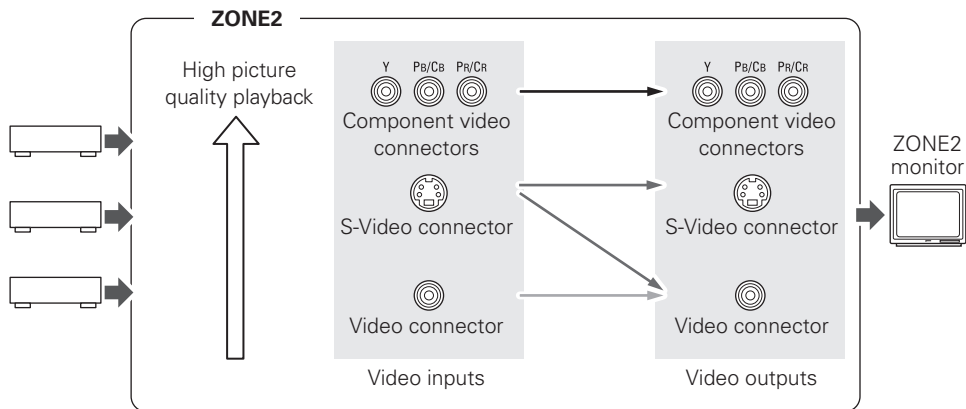 ZONE2
High picture
quality playback
Y PB/CB PR/CR
Component video
connectors
S-Video connector
Video connector
Video inputs
Y PB/CB PR/CR
Component video
connectors
S-Video connector
Video connector
Video outputs
ZONE2
monitor